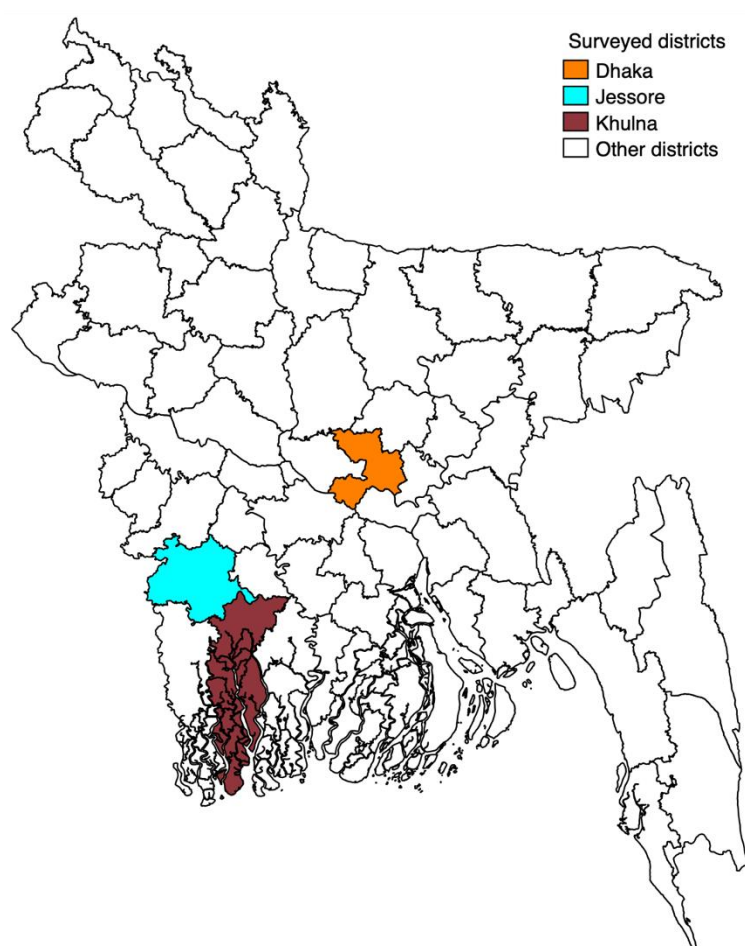 Surveyed districts
Dhaka
Jessore
Khulna
Other districts